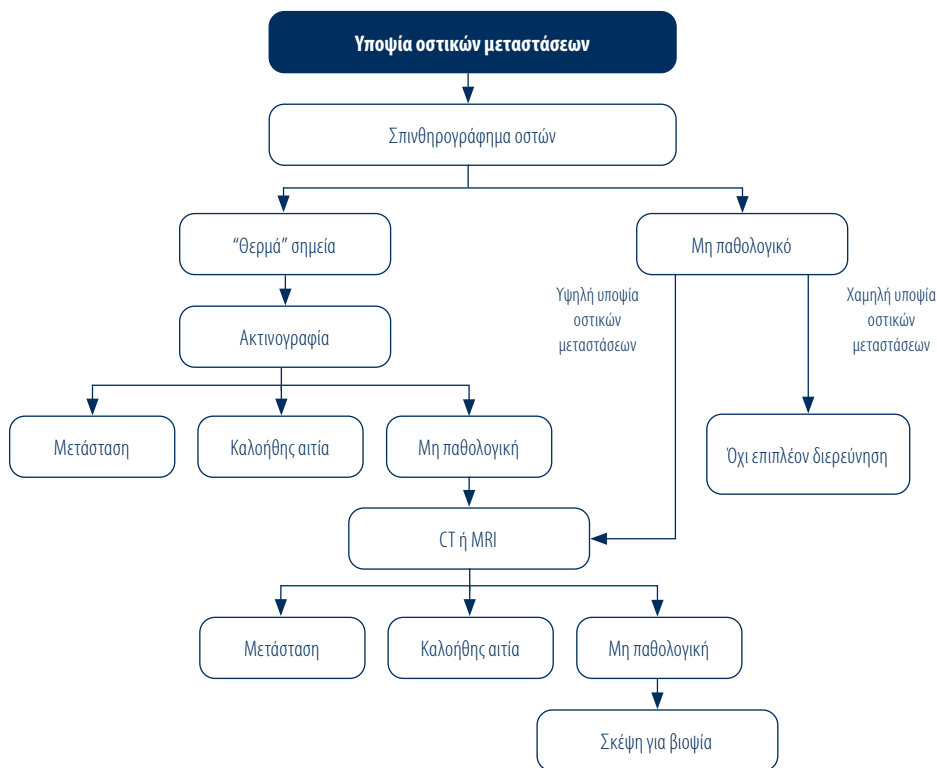 Υποψία οστικών μεταστάσεων
Σπινθηρογράφημα οστών
“Θερμά” σημεία
Μη παθολογικό
Υψηλή υποψία
οστικών
μεταστάσεων
Χαμηλή υποψία
οστικών
μεταστάσεων
Ακτινογραφία
Μετάσταση
Καλοήθης αιτία
Μη παθολογική
Όχι επιπλέον διερεύνηση
CT ή MRI
Μετάσταση
Καλοήθης αιτία
Μη παθολογική
Σκέψη για βιοψία